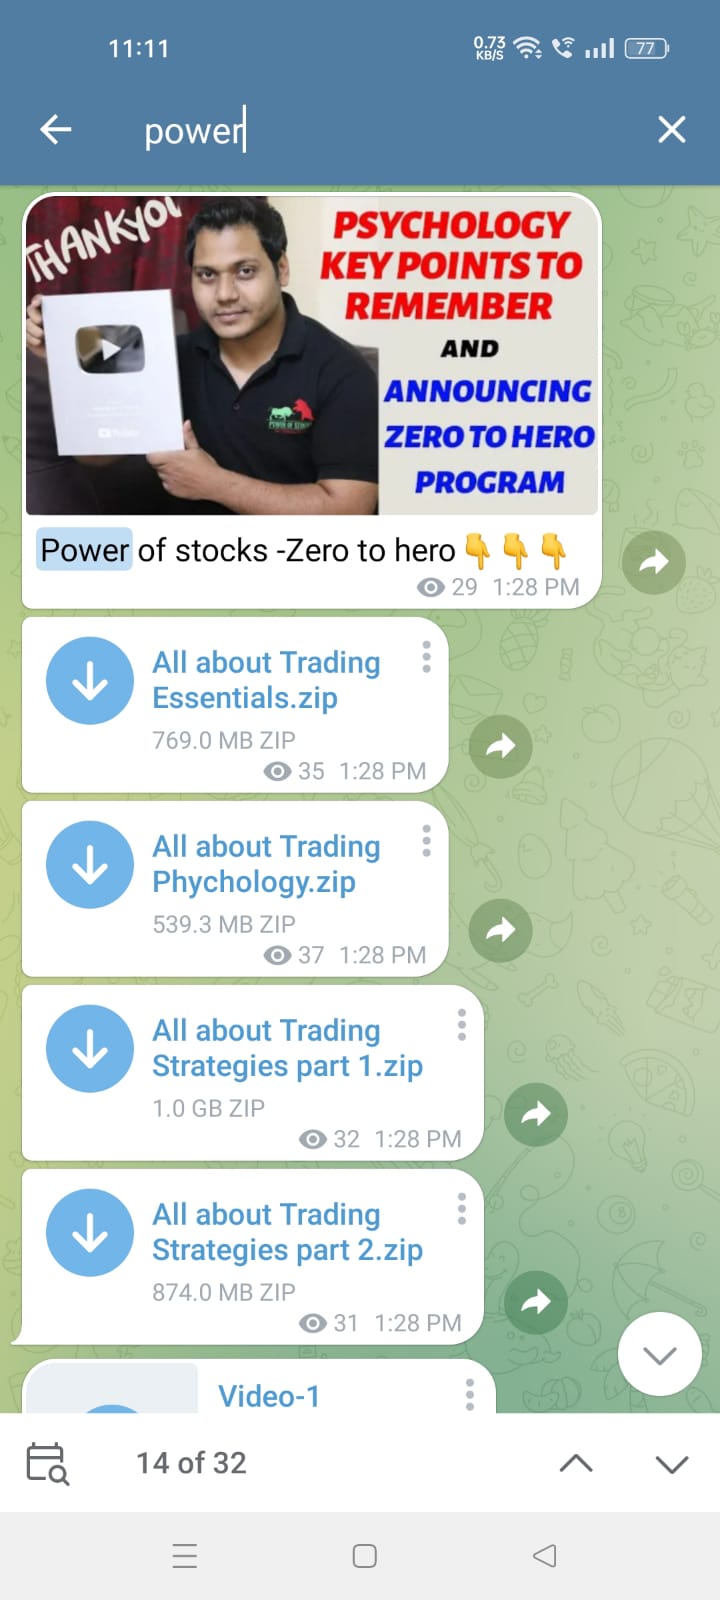 11:11
0.73
KB/S
77
power
THANKYOU
PSYCHOLOGY
KEY POINTS TO
REMEMBER
AND
ANNOUNCING
ZERO TO HERO
PROGRAM
Power of stocks -Zero to hero👇👇👇
29 1:28 PM
All about Trading
Essentials.zip
769.0 MB ZIP
35 1:28 PM
All about Trading
Phychology.zip
539.3 MB ZIP
37 1:28 PM
All about Trading
Strategies part 1.zip
1.0 GB ZIP
32 1:28 PM
All about Trading
Strategies part 2.zip
874.0 MB ZIP
31 1:28 PM
Video-1
14 of 32